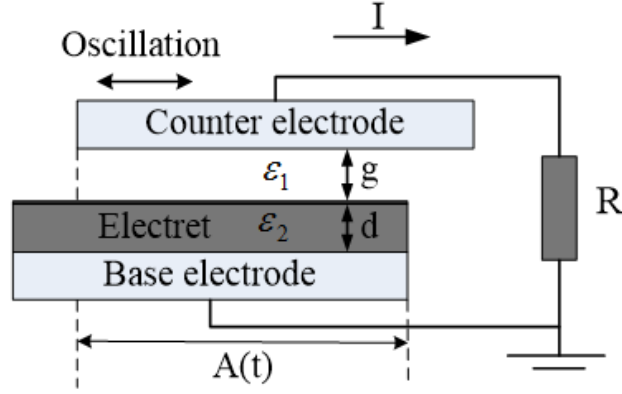 I
Oscillation
Counter electrode
ε₁ g
R
Electret ε₂ d
Base electrode
A(t)